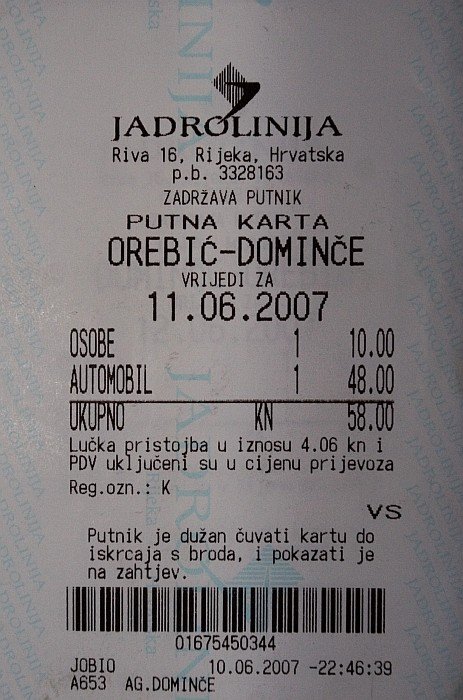 JADROLINIJA
Riva 16, Rijeka, Hrvatska
p.b. 3328163
ZADRŽAVA PUTNIK
PUTNA KARTA
OREBIĆ-DOMINČE
VRIJEDI ZA
11.06.2007
OSOBE 1 10.00
AUTOMOBIL 1 48.00
UKUPNO KN 58.00
Lučka pristojba u iznosu 4.06 kn i
PDV uključeni su u cijenu prijevoza
Reg.ozn.: K
VS
Putnik je dužan čuvati kartu do
iskrcaja s broda, i pokazati je
na zahtjev.
01675450344
JOBIO 10.06.2007 -22:46:39
A653 AG.DOMINČE